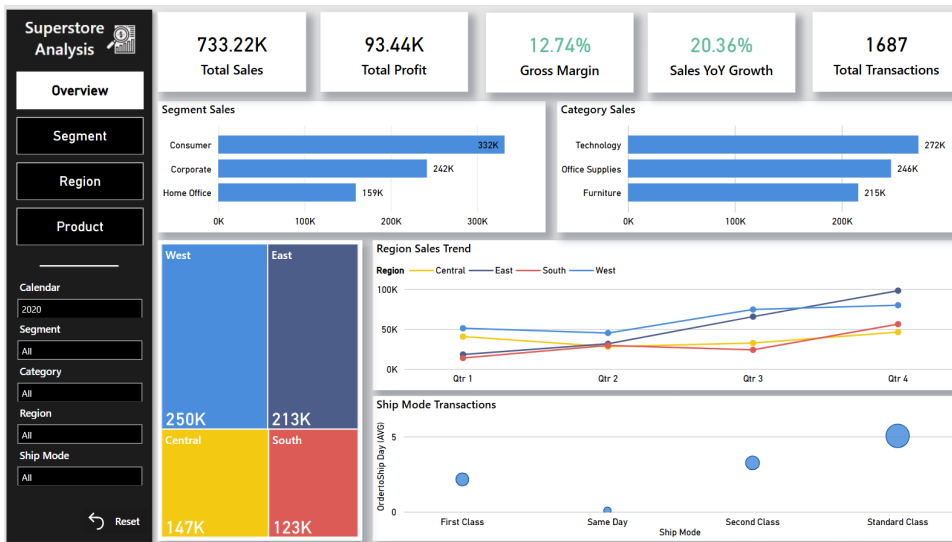 Superstore
Analysis
Overview
Segment
Region
Product
Calendar
2020
Segment
All
Category
All
Region
All
Ship Mode
All
Reset
733.22K
Total Sales
93.44K
Total Profit
12.74%
Gross Margin
20.36%
Sales YoY Growth
1687
Total Transactions
Segment Sales
Consumer
332K
Corporate
242K
Home Office
159K
0K 100K 200K 300K
Category Sales
Technology
272K
Office Supplies
246K
Furniture
215K
0K 100K 200K
West
250K
East
213K
Central
147K
South
123K
Region Sales Trend
Region Central East South West
100K
50K
0K
Qtr 1 Qtr 2 Qtr 3 Qtr 4
Ship Mode Transactions
OrdertoShip Day (AVG)
5
0
First Class Same Day Second Class Standard Class
Ship Mode